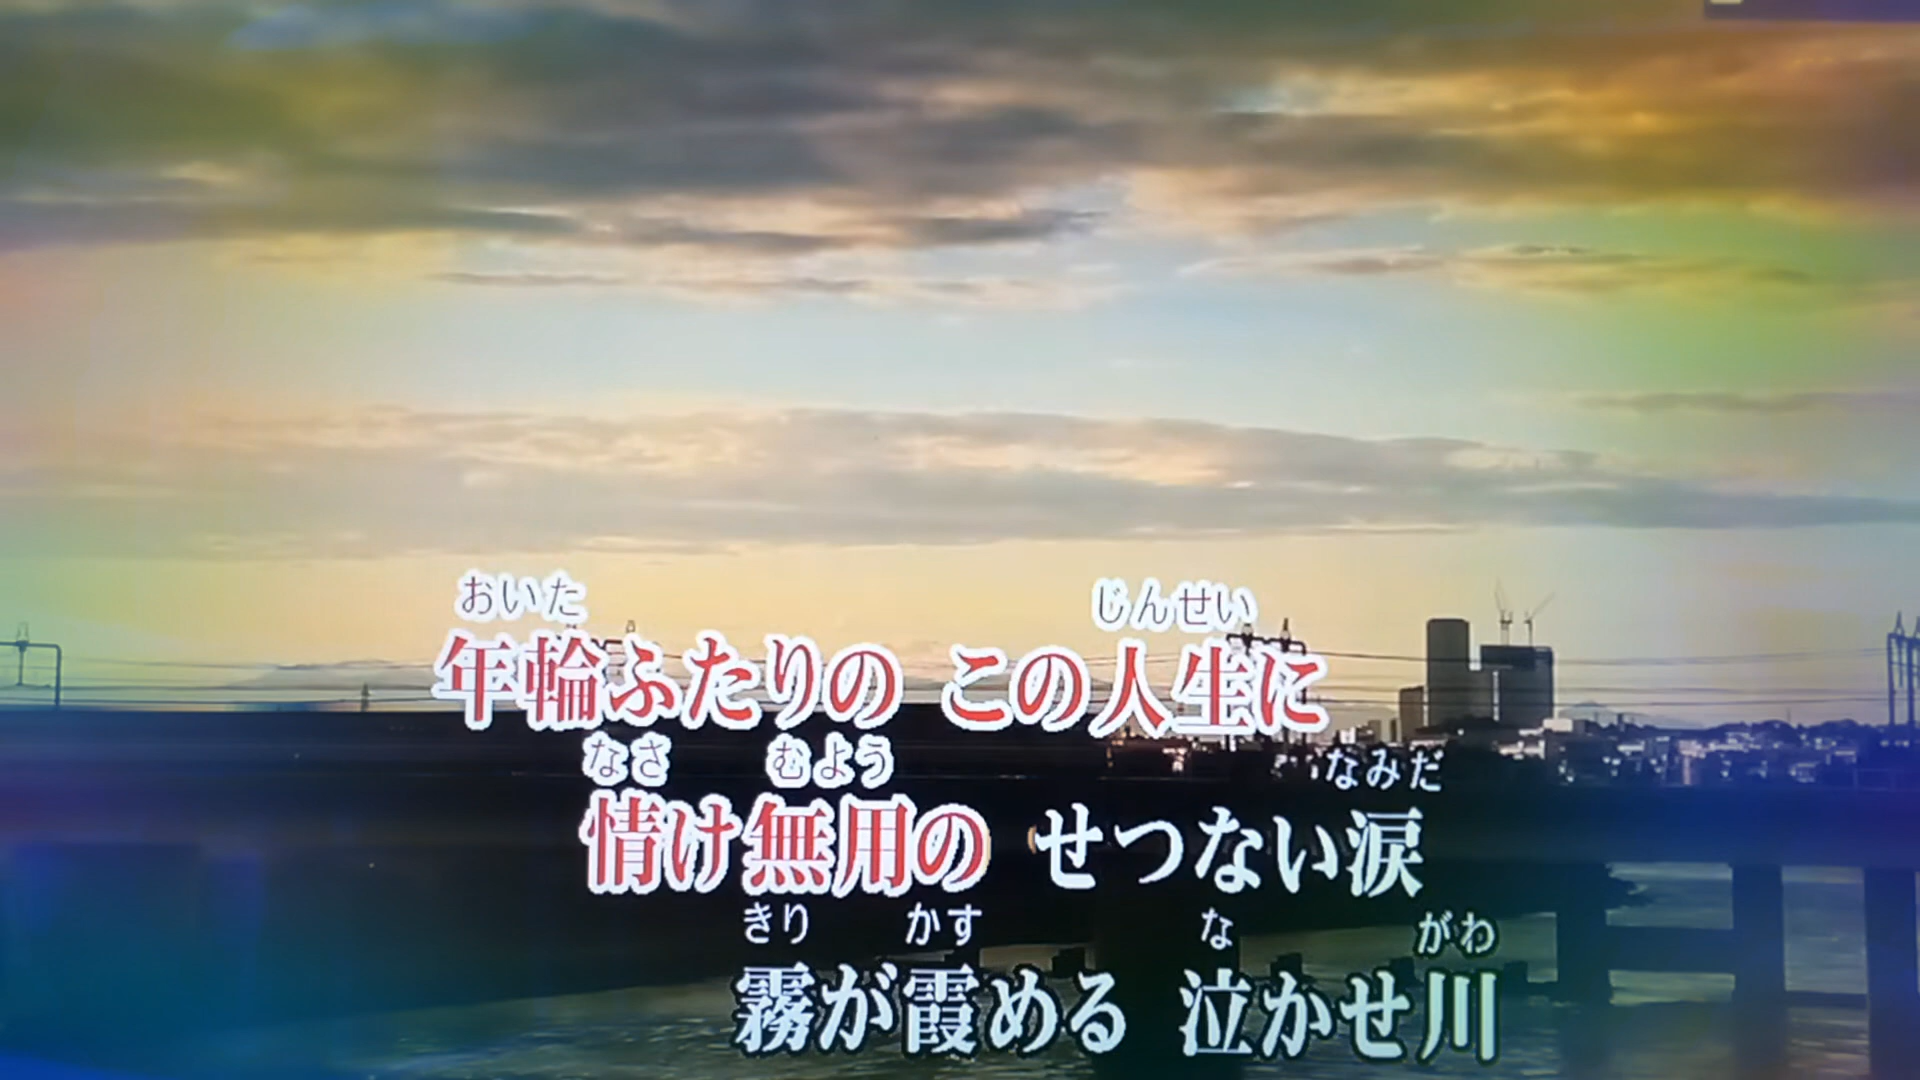 おいた じんせい
年輪ふたりの この人生に
なさ むよう なみだ
情け無用の せつない涙
きり かす な がわ
霧が霞める 泣かせ川